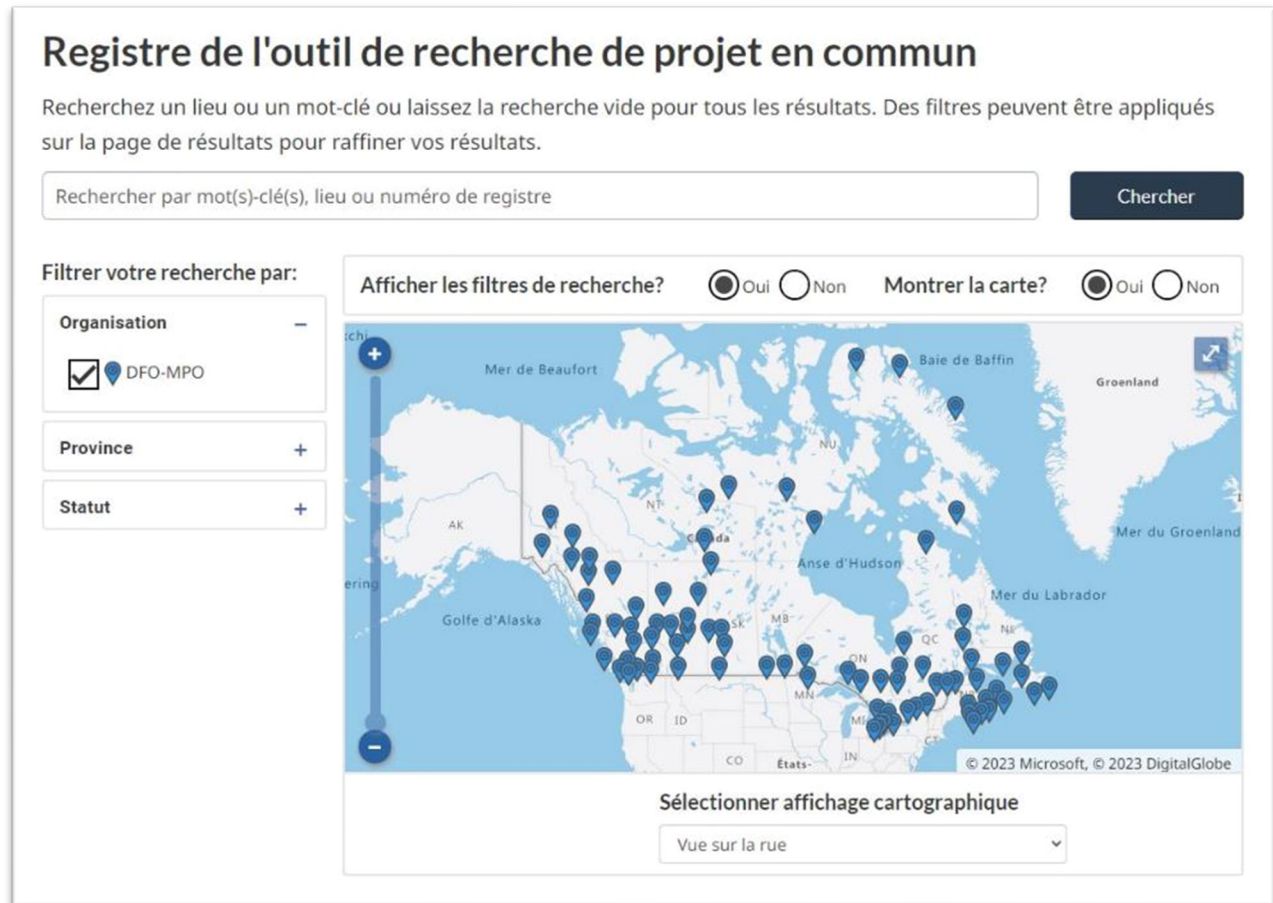 Registre de l'outil de recherche de projet en commun
Recherchez un lieu ou un mot-clé ou laissez la recherche vide pour tous les résultats. Des filtres peuvent être appliqués
sur la page de résultats pour raffiner vos résultats.
Rechercher par mot(s)-clé(s), lieu ou numéro de registre
Chercher
Filtrer votre recherche par:
Organisation
DFO-MPO
Province
Statut
Afficher les filtres de recherche?
Oui
Non
Montrer la carte?
Oui
Non
Mer de Beaufort
Baie de Baffin
Groenland
NU
NT
AK
Mer du Groenland
Anse d'Hudson
ering
Mer du Labrador
Golfe d'Alaska
SK
MB
ON
QC
NL
MN
OR
ID
MI
CT
CO
États-
IN
© 2023 Microsoft, © 2023 DigitalGlobe
Sélectionner affichage cartographique
Vue sur la rue